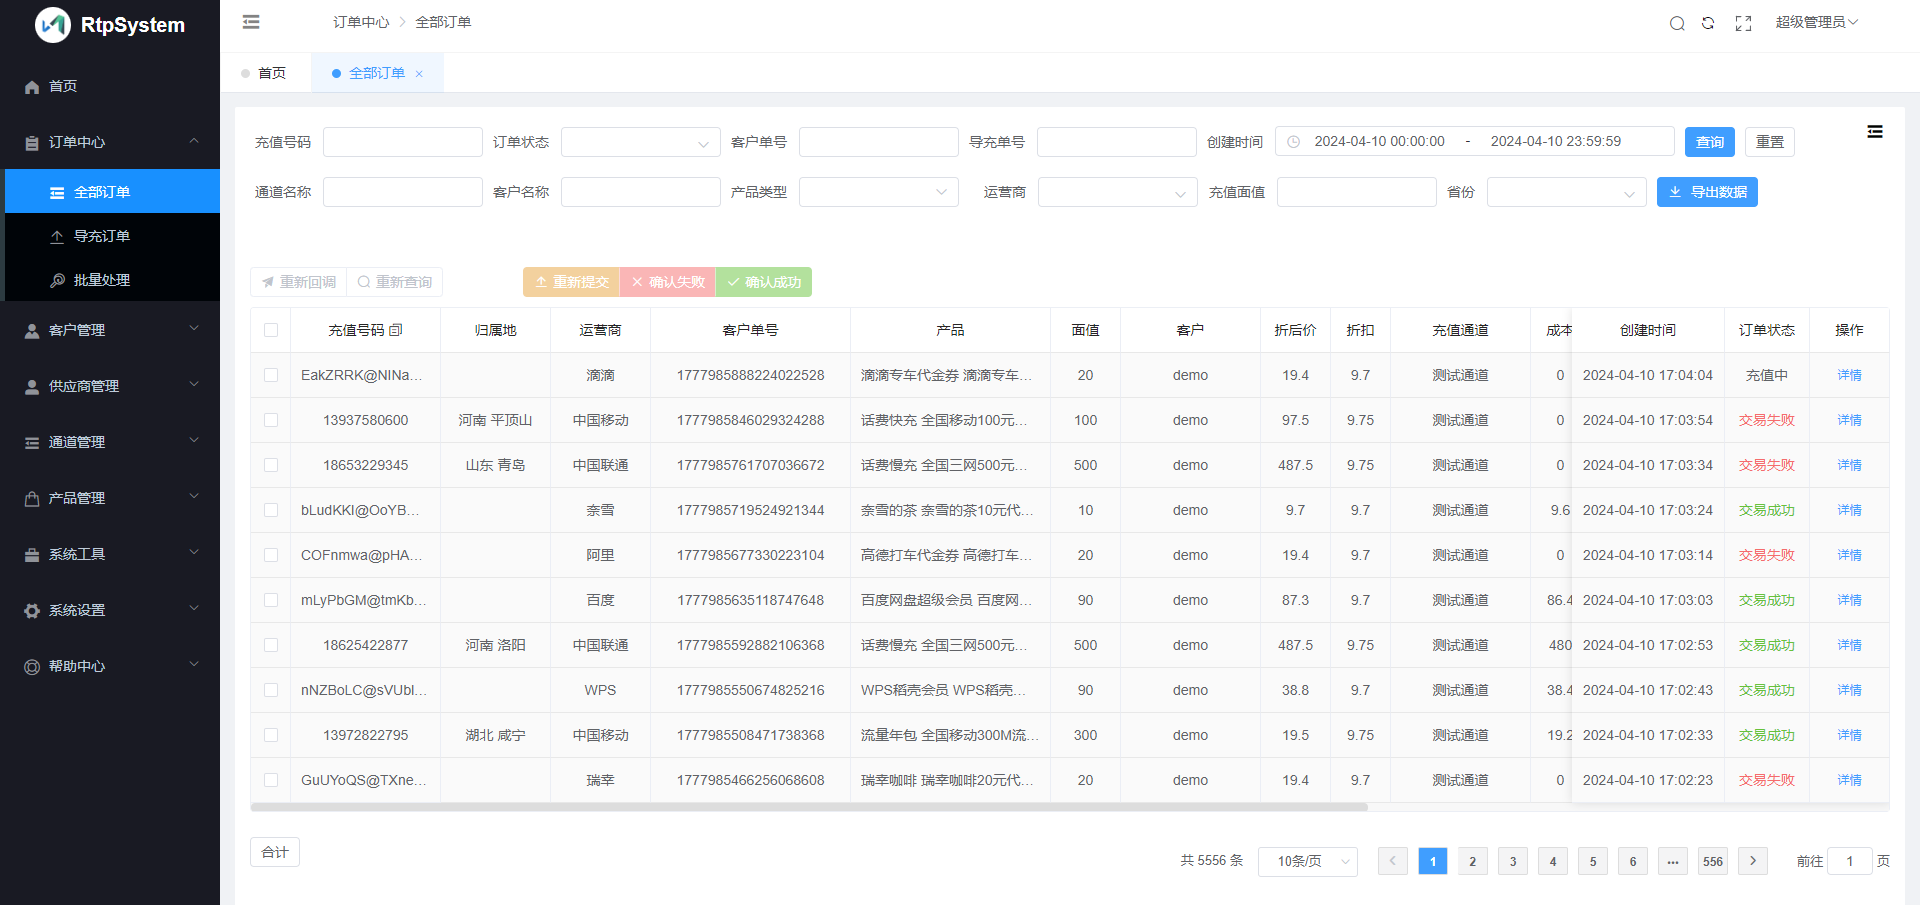 RtpSystem
首页
订单中心
全部订单
导充订单
批量处理
客户管理
供应商管理
通道管理
产品管理
系统工具
系统设置
帮助中心
订单中心 > 全部订单
超级管理员
首页 全部订单 ×
充值号码 订单状态 客户单号 导充单号 创建时间 2024-04-10 00:00:00 - 2024-04-10 23:59:59 查询 重置
通道名称 客户名称 产品类型 运营商 充值面值 省份 导出数据
重新回调 重新查询 重新提交 确认失败 确认成功
充值号码 归属地 运营商 客户单号 产品 面值 客户 折后价 折扣 充值通道 成本 创建时间 订单状态 操作
EakZRRK@NINa... 滴滴 1777985888224022528 滴滴专车代金券 滴滴专车... 20 demo 19.4 9.7 测试通道 0 2024-04-10 17:04:04 充值中 详情
13937580600 河南 平顶山 中国移动 1777985846029324288 话费快充 全国移动100元... 100 demo 97.5 9.75 测试通道 0 2024-04-10 17:03:54 交易失败 详情
18653229345 山东 青岛 中国联通 1777985761707036672 话费慢充 全国三网500元... 500 demo 487.5 9.75 测试通道 0 2024-04-10 17:03:34 交易失败 详情
bLudKKI@OoYB... 奈雪 1777985719524921344 奈雪的茶 奈雪的茶10元代... 10 demo 9.7 9.7 测试通道 9.6 2024-04-10 17:03:24 交易成功 详情
COFnmwa@pHA... 阿里 1777985677330223104 高德打车代金券 高德打车... 20 demo 19.4 9.7 测试通道 0 2024-04-10 17:03:14 交易失败 详情
mLyPbGM@tmKb... 百度 1777985635118747648 百度网盘超级会员 百度网... 90 demo 87.3 9.7 测试通道 86.4 2024-04-10 17:03:03 交易成功 详情
18625422877 河南 洛阳 中国联通 1777985592882106368 话费慢充 全国三网500元... 500 demo 487.5 9.75 测试通道 480 2024-04-10 17:02:53 交易成功 详情
nNZBoLC@sVUbl... WPS 1777985550674825216 WPS稻壳会员 WPS稻壳... 90 demo 38.8 9.7 测试通道 38.4 2024-04-10 17:02:43 交易成功 详情
13972822795 湖北 咸宁 中国移动 1777985508471738368 流量年包 全国移动300M流... 300 demo 19.5 9.75 测试通道 19.2 2024-04-10 17:02:33 交易成功 详情
GuUYoQS@TXne... 瑞幸 1777985466256068608 瑞幸咖啡 瑞幸咖啡20元代... 20 demo 19.4 9.7 测试通道 0 2024-04-10 17:02:23 交易失败 详情
合计
共 5556 条 10条/页 < 1 2 3 4 5 6 ... 556 > 前往 1 页